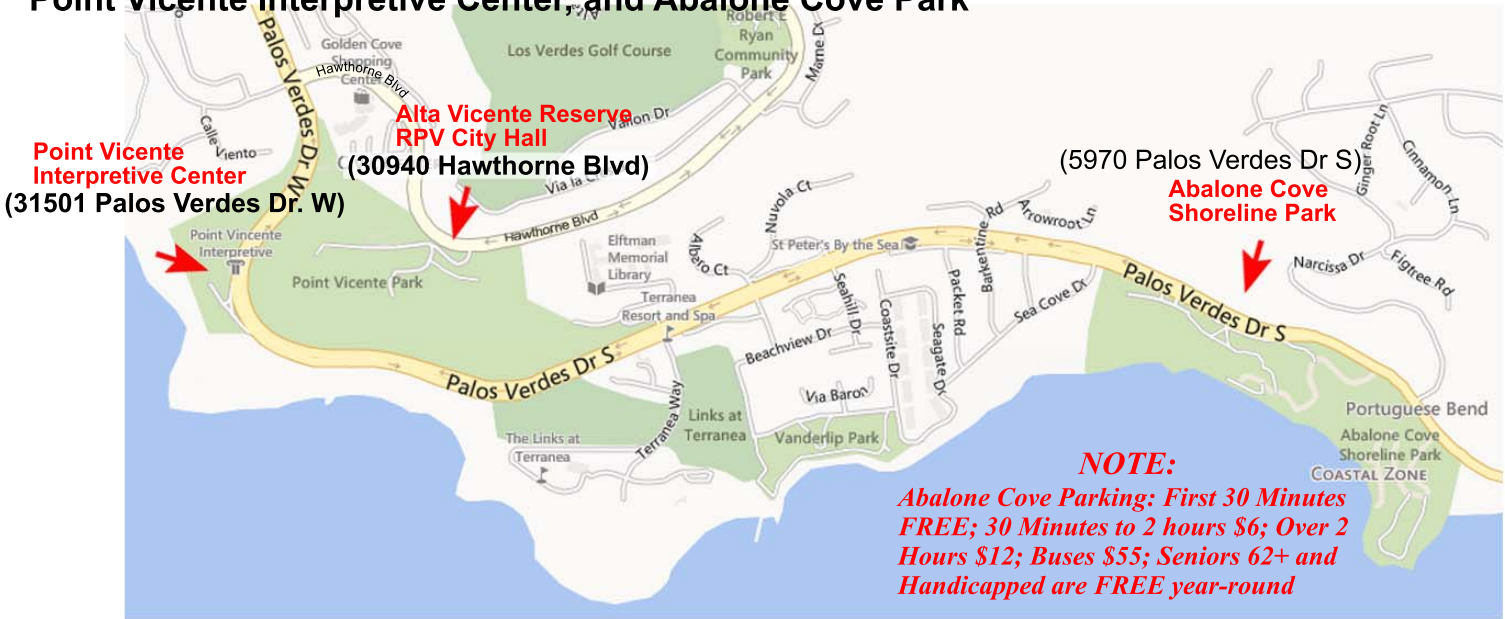 Point Vicente Interpretive Center, and Abalone Cove Park
Palos Verdes Dr W
Golden Cove
Shopping
Center
Hawthorne Blvd
Los Verdes Golf Course
Robert E
Ryan
Community
Park
Marne Dr
Calle Viento
Alta Vicente Reserve
RPV City Hall
(30940 Hawthorne Blvd)
Point Vicente
Interpretive Center
(31501 Palos Verdes Dr. W)
Via la
Hawthorne Blvd
Nuvola Ct
(5970 Palos Verdes Dr S)
Abalone Cove
Shoreline Park
Ginger Root Ln
Cinnamon Ln
Point Vincente
Interpretive
Point Vicente Park
Elftman
Memorial
Library
Albero Ct
St Peter's By the Sea
Barkentine Rd
Arrowroot Ln
Narcissa Dr
Figtree Rd
Terranea
Resort and Spa
Seahill Dr
Coastsite Dr
Packet Rd
Seagate Dr
Sea Cove Dr
Palos Verdes Dr S
Palos Verdes Dr S
Beachview Dr
Via Baron
Terranea Way
Links at
Terranea
Vanderlip Park
The Links at
Terranea
Portuguese Bend
Abalone Cove
Shoreline Park
COASTAL ZONE
NOTE:
Abalone Cove Parking: First 30 Minutes
FREE; 30 Minutes to 2 hours $6; Over 2
Hours $12; Buses $55; Seniors 62+ and
Handicapped are FREE year-round